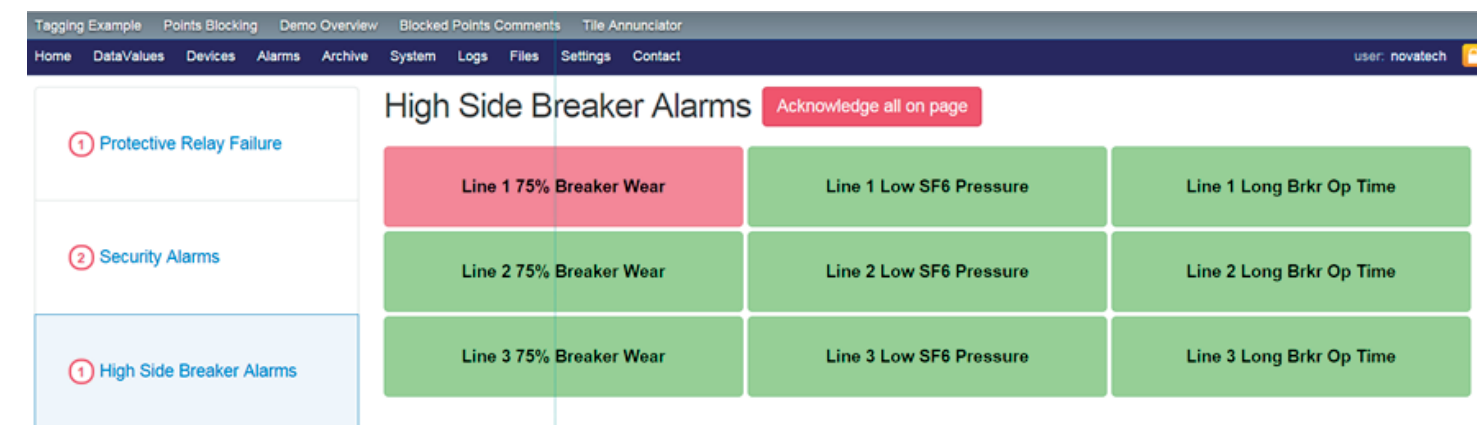 Tagging Example Points Blocking Demo Overview Blocked Points Comments Tile Annunciator
Home DataValues Devices Alarms Archive System Logs Files Settings Contact user: novatech
High Side Breaker Alarms Acknowledge all on page
1 Protective Relay Failure
2 Security Alarms
1 High Side Breaker Alarms
Line 1 75% Breaker Wear Line 1 Low SF6 Pressure Line 1 Long Brkr Op Time
Line 2 75% Breaker Wear Line 2 Low SF6 Pressure Line 2 Long Brkr Op Time
Line 3 75% Breaker Wear Line 3 Low SF6 Pressure Line 3 Long Brkr Op Time